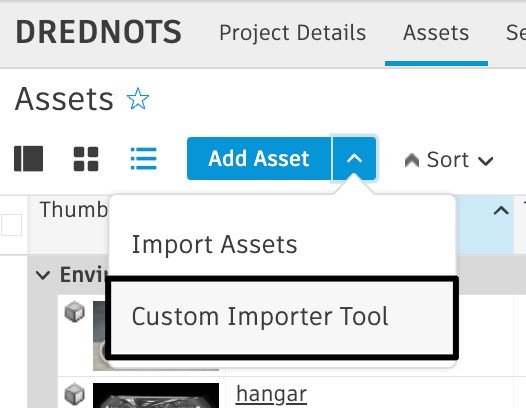 DREDNOTS Project Details Assets Se
Assets
Add Asset Sort
Thumb
Import Assets
Envi
Custom Importer Tool
hangar